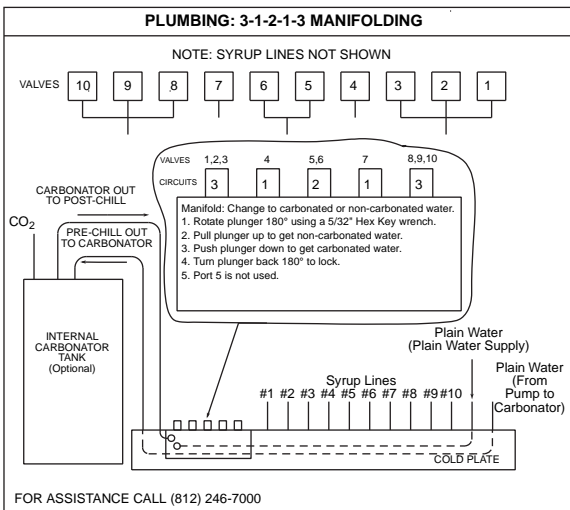 PLUMBING: 3-1-2-1-3 MANIFOLDING
NOTE: SYRUP LINES NOT SHOWN
VALVES 10 9 8 7 6 5 4 3 2 1
VALVES 1,2,3 4 5,6 7 8,9,10
CIRCUITS 3 1 2 1 3
Manifold: Change to carbonated or non-carbonated water.
1. Rotate plunger 180° using a 5/32" Hex Key wrench.
2. Pull plunger up to get non-carbonated water.
3. Push plunger down to get carbonated water.
4. Turn plunger back 180° to lock.
5. Port 5 is not used.
CARBONATOR OUT
TO POST-CHILL
CO2
PRE-CHILL OUT
TO CARBONATOR
INTERNAL
CARBONATOR
TANK
(Optional)
Plain Water
(Plain Water Supply)
Plain Water
(From
Pump to
Carbonator)
Syrup Lines
#1 #2 #3 #4 #5 #6 #7 #8 #9 #10
COLD PLATE
FOR ASSISTANCE CALL (812) 246-7000